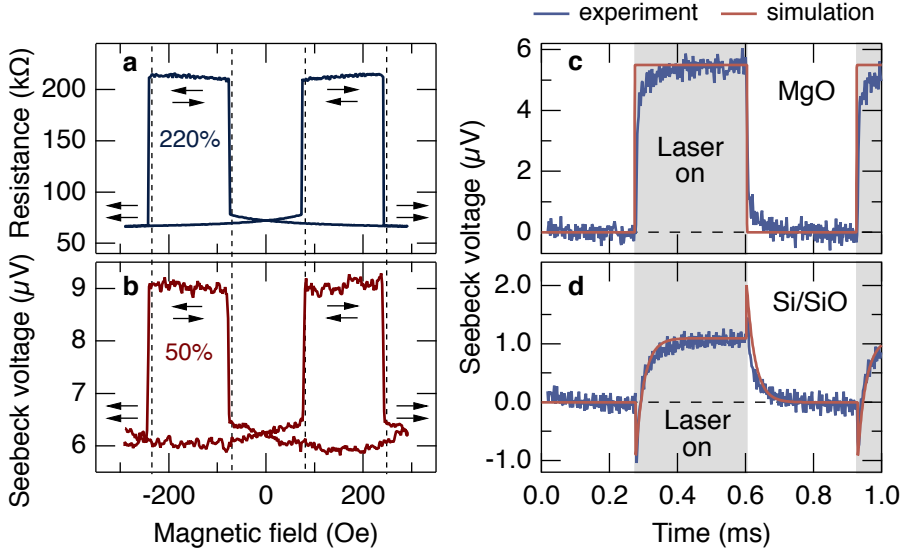 experiment simulation
a
220%
Resistance (kΩ)
200
150
100
50
b
50%
Seebeck voltage (μV)
9
8
7
6
-200 0 200
Magnetic field (Oe)
c
MgO
Laser
on
6
4
2
0
Seebeck voltage (μV)
d
Si/SiO
Laser
on
2.0
1.0
0.0
-1.0
0.0 0.2 0.4 0.6 0.8 1.0
Time (ms)